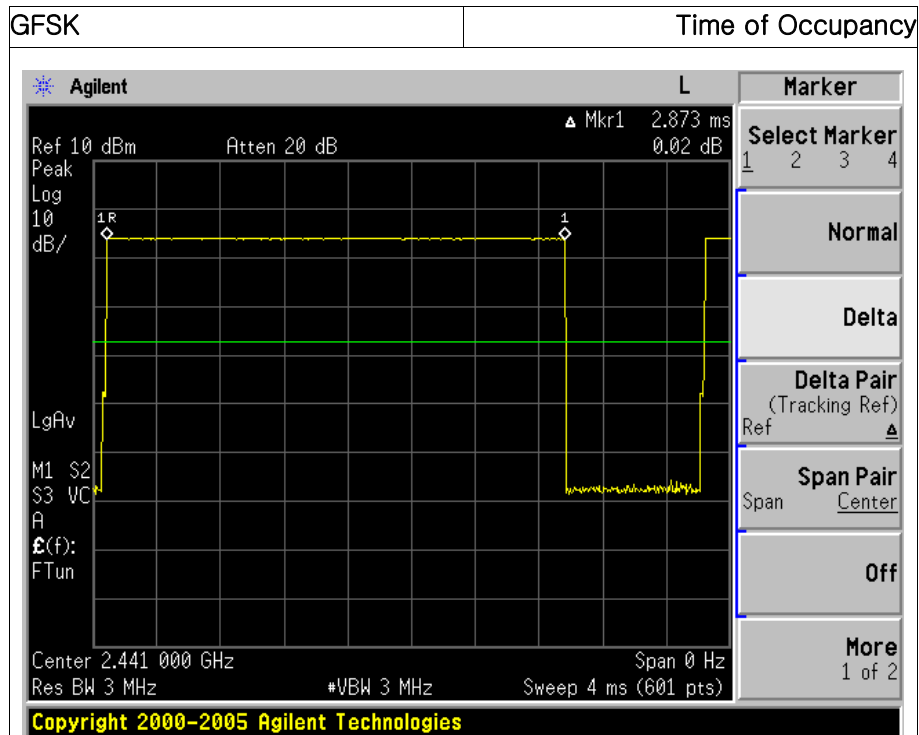 GFSK Time of Occupancy
Agilent L Marker
Δ Mkr1 2.873 ms
Ref 10 dBm Atten 20 dB 0.02 dB
Peak
Log
10
dB/
1R 1
LgAv
M1 S2
S3 VC
A
£(f):
FTun
Center 2.441 000 GHz Span 0 Hz
Res BW 3 MHz #VBW 3 MHz Sweep 4 ms (601 pts)
Copyright 2000-2005 Agilent Technologies
Select Marker
1 2 3 4
Normal
Delta
Delta Pair
(Tracking Ref)
Ref Δ
Span Pair
Span Center
Off
More
1 of 2